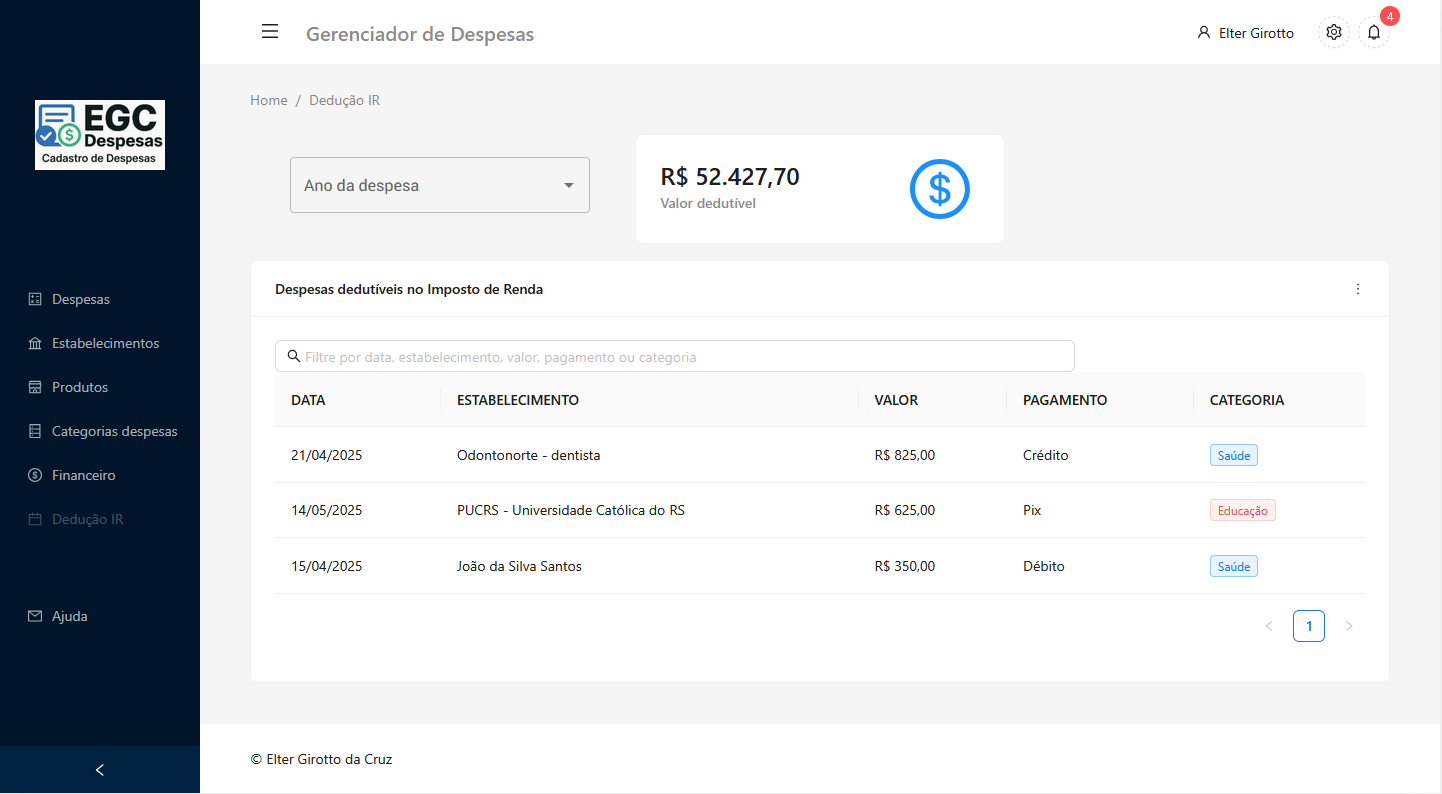 Gerenciador de Despesas
Elter Girotto
4
EGC
Despesas
Cadastro de Despesas
Home / Dedução IR
Ano da despesa
R$ 52.427,70
Valor dedutível
Despesas
Estabelecimentos
Produtos
Categorias despesas
Financeiro
Dedução IR
Ajuda
Despesas dedutíveis no Imposto de Renda
Filtre por data, estabelecimento, valor, pagamento ou categoria
DATA ESTABELECIMENTO VALOR PAGAMENTO CATEGORIA
21/04/2025 Odontonorte - dentista R$ 825,00 Crédito Saúde
14/05/2025 PUCRS - Universidade Católica do RS R$ 625,00 Pix Educação
15/04/2025 João da Silva Santos R$ 350,00 Débito Saúde
< 1 >
<
© Elter Girotto da Cruz